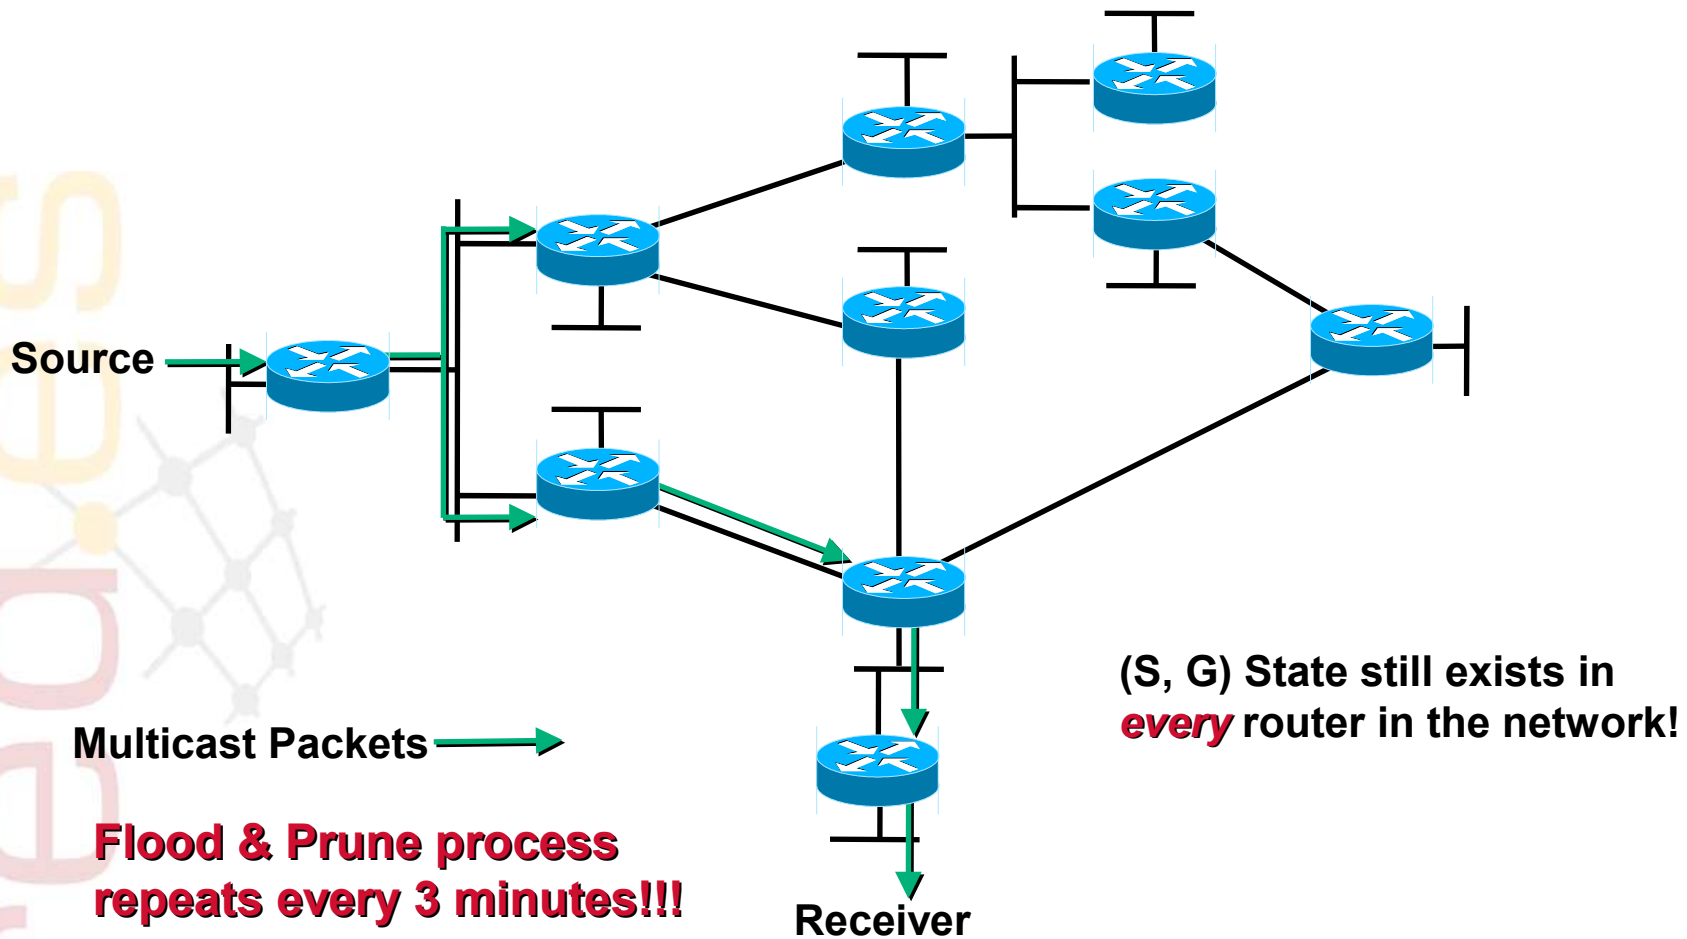 Source
(S, G) State still exists in
every router in the network!
Multicast Packets
Flood & Prune process
repeats every 3 minutes!!!
Receiver